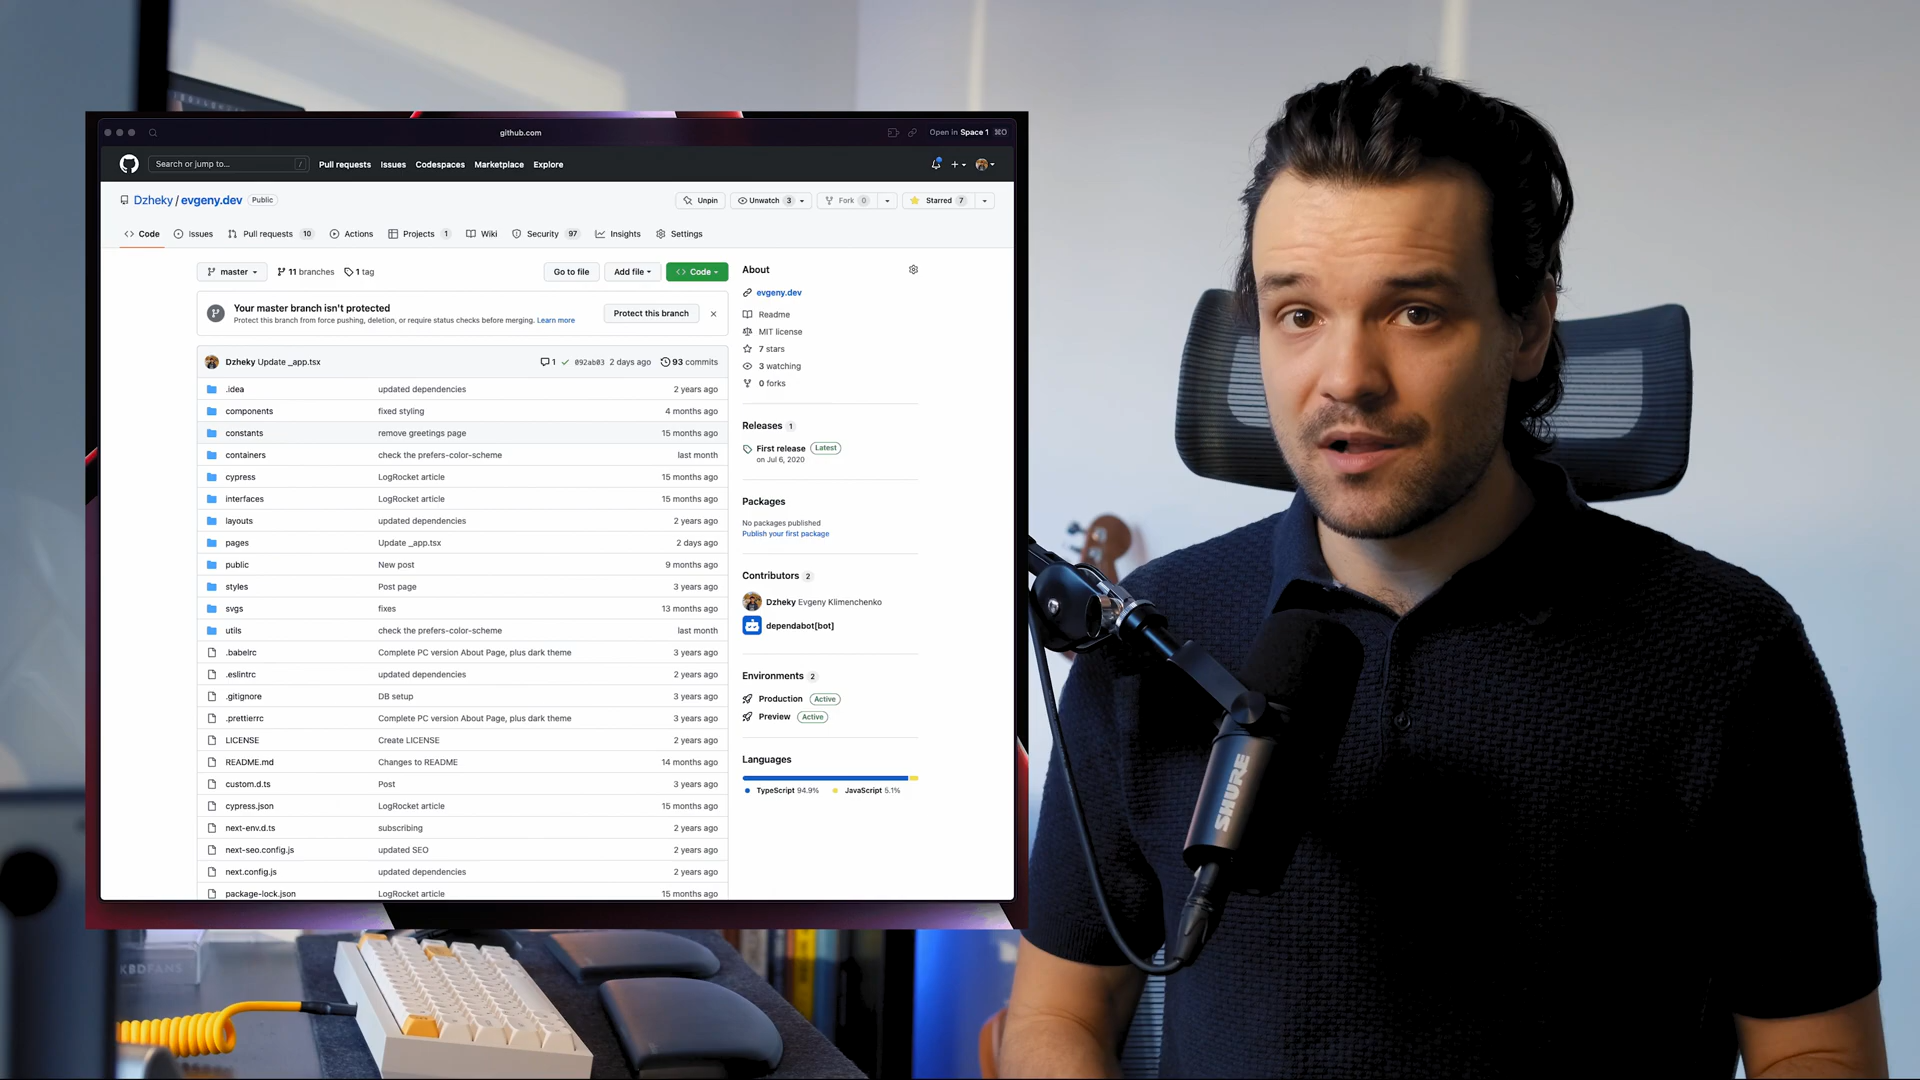 github.com
Open in Space 1 ⌘O
Search or jump to...
/
Pull requests Issues Codespaces Marketplace Explore
Dzheky / evgeny.dev Public
Unpin Unwatch 3 Fork 0 Starred 7
Code Issues Pull requests 10 Actions Projects 1 Wiki Security 97 Insights Settings
master 11 branches 1 tag Go to file Add file Code
Your master branch isn't protected
Protect this branch from force pushing, deletion, or require status checks before merging. Learn more
Protect this branch
Dzheky Update _app.tsx 1 092ab03 2 days ago 93 commits
.idea updated dependencies 2 years ago
components fixed styling 4 months ago
constants remove greetings page 15 months ago
containers check the prefers-color-scheme last month
cypress LogRocket article 15 months ago
interfaces LogRocket article 15 months ago
layouts updated dependencies 2 years ago
pages Update _app.tsx 2 days ago
public New post 9 months ago
styles Post page 3 years ago
svgs fixes 13 months ago
utils check the prefers-color-scheme last month
.babelrc Complete PC version About Page, plus dark theme 3 years ago
.eslintrc updated dependencies 2 years ago
.gitignore DB setup 3 years ago
.prettierrc Complete PC version About Page, plus dark theme 3 years ago
LICENSE Create LICENSE 2 years ago
README.md Changes to README 14 months ago
custom.d.ts Post 3 years ago
cypress.json LogRocket article 15 months ago
next-env.d.ts subscribing 2 years ago
next-seo.config.js updated SEO 2 years ago
next.config.js updated dependencies 2 years ago
package-lock.json LogRocket article 15 months ago
About
evgeny.dev
Readme
MIT license
7 stars
3 watching
0 forks
Releases 1
First release Latest
on Jul 6, 2020
Packages
No packages published
Publish your first package
Contributors 2
Dzheky Evgeny Klimenchenko
dependabot[bot]
Environments 2
Production Active
Preview Active
Languages
TypeScript 94.9% JavaScript 5.1%
SHURE
KBDFANS